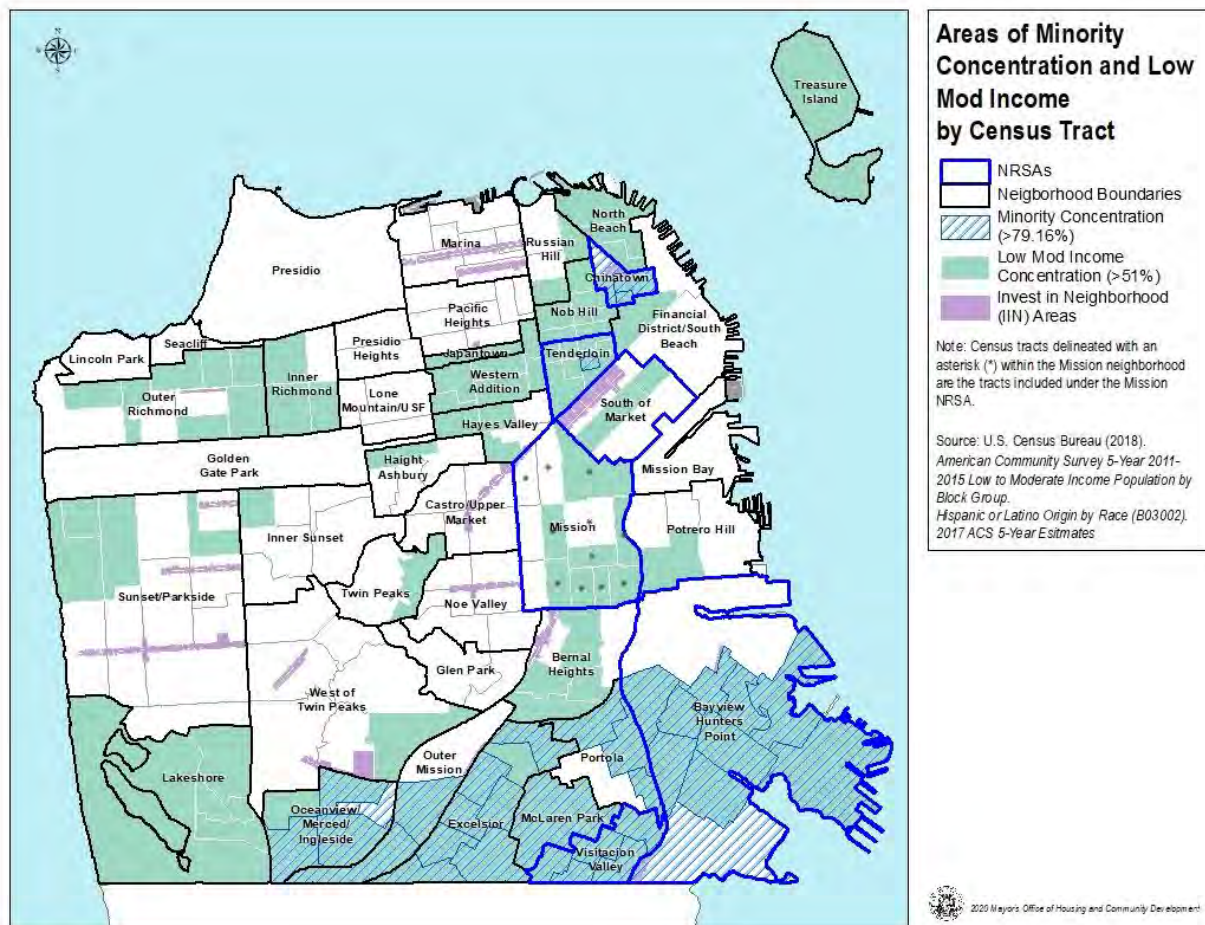 Areas of Minority
Concentration and Low
Mod Income
by Census Tract
NRSAs
Neigborhood Boundaries
Minority Concentration
(>79.16%)
Low Mod Income
Concentration (>51%)
Invest in Neighborhood
(IIN) Areas
Note: Census tracts delineated with an
asterisk (*) within the Mission neighborhood
are the tracts included under the Mission
NRSA.
Source: U.S. Census Bureau (2018).
American Community Survey 5-Year 2011-
2015 Low to Moderate Income Population by
Block Group.
Hispanic or Latino Origin by Race (B03002).
2017 ACS 5-Year Esitmates
2020 Mayor's Office of Housing and Community Development
Treasure
Island
North
Beach
Marina
Russian
Hill
Presidio
Chinatown
Pacific
Heights
Nob Hill
Financial
District/South
Beach
Seacliff
Lincoln Park
Presidio
Heights
Japantown
Tenderloin
Western
Addition
Inner
Richmond
Outer
Richmond
Lone
Mountain/USF
South of
Market
Hayes Valley
Golden
Gate Park
Haight
Ashbury
Mission Bay
Castro/Upper
Market
Mission
Potrero Hill
Inner Sunset
Sunset/Parkside
Twin Peaks
Noe Valley
Glen Park
Bernal
Heights
West of
Twin Peaks
Bayview
Hunters
Point
Outer
Mission
Portola
Lakeshore
Oceanview/
Merced/
Ingleside
Excelsior
McLaren Park
Visitacion
Valley